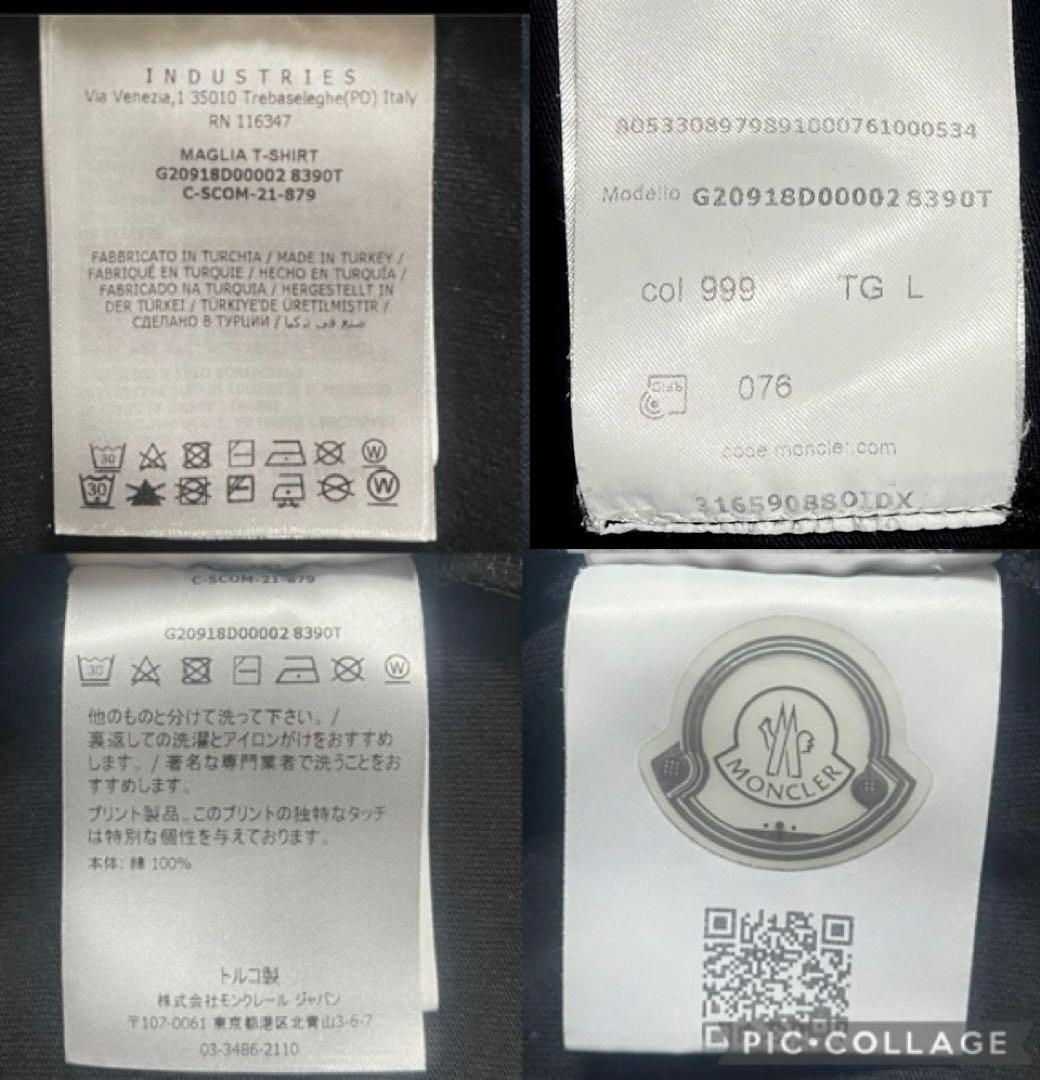 INDUSTRIES
Via Venezia,1 35010 Trebaseleghe(PD) Italy
RN 116347
MAGLIA T-SHIRT
G20918D00002 8390T
C-SCOM-21-879
FABBRICATO IN TURCHIA / MADE IN TURKEY /
FABRIQUÉ EN TURQUIE / HECHO EN TURQUÍA /
FABRICADO NA TURQUIA / HERGESTELLT IN
DER TÜRKEI / TÜRKIYE'DE ÜRETILMISTIR /
СДЕЛАНО В ТУРЦИИ / صنع في تركيا
30
W
30
W
8053308979891000761000534
Modello G20918D00002 8390T
col 999 TG L
RFID 076
code.moncler.com
C-SCOM-21-879
G20918D00002 8390T
30
W
他のものと分けて洗って下さい。/
裏返しての洗濯とアイロンがけをおすすめ
します。/ 著名な専門業者で洗うことをお
すすめします。
プリント製品。このプリントの独特なタッチ
は特別な個性を与えております。
本体: 綿 100%
トルコ製
株式会社モンクレール ジャパン
〒107-0061 東京都港区北青山3-6-7
03-3486-2110
MONCLER
PIC•COLLAGE